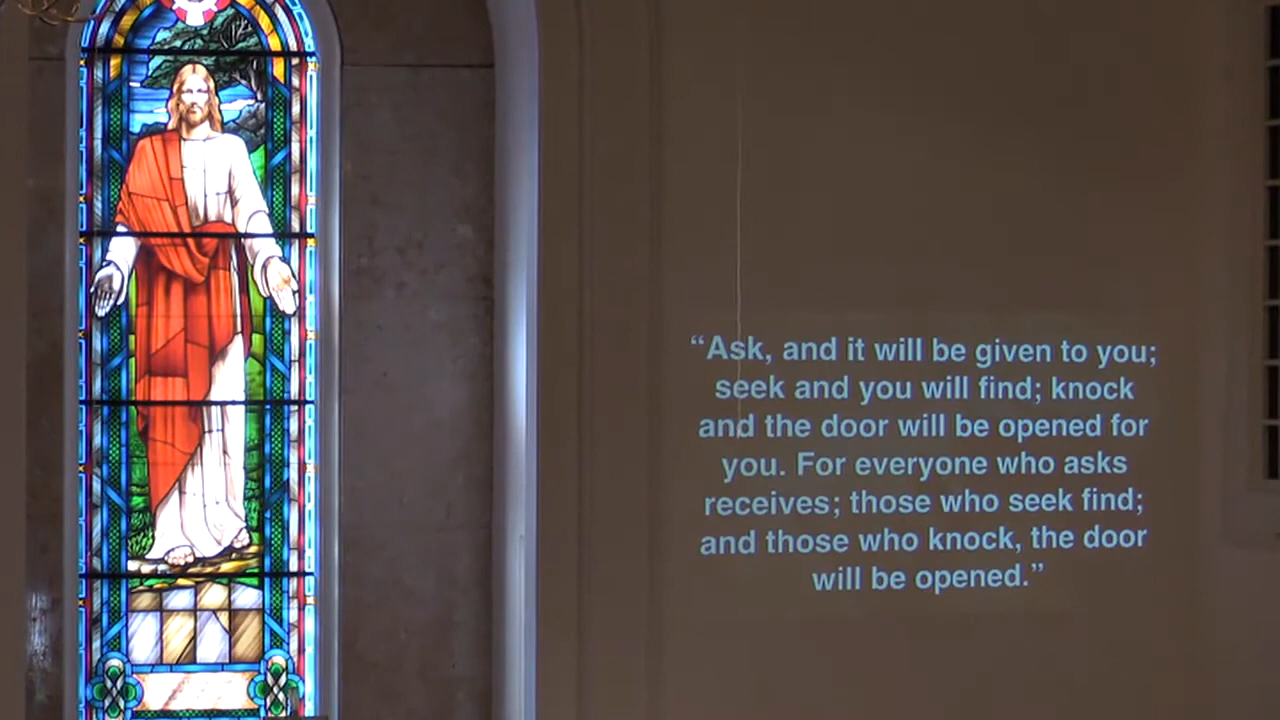 “Ask, and it will be given to you;
seek and you will find; knock
and the door will be opened for
you. For everyone who asks
receives; those who seek find;
and those who knock, the door
will be opened.”